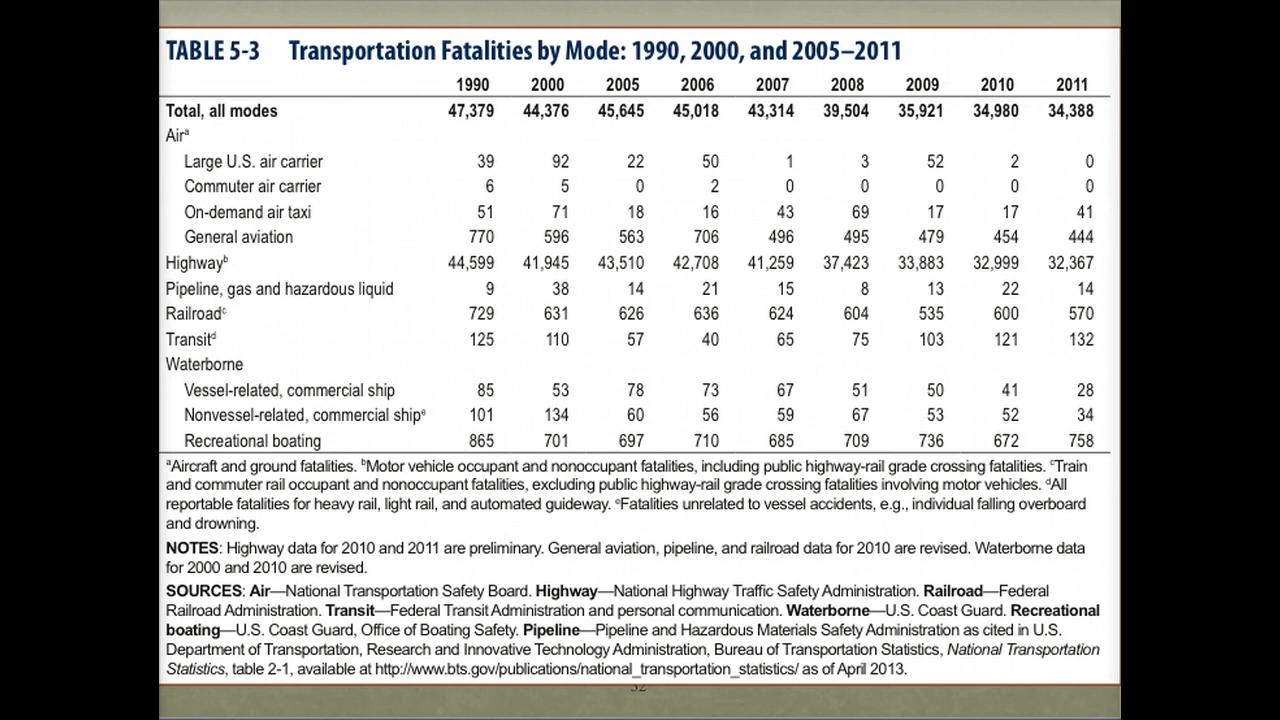 TABLE 5-3 Transportation Fatalities by Mode: 1990, 2000, and 2005–2011
1990 2000 2005 2006 2007 2008 2009 2010 2011
Total, all modes 47,379 44,376 45,645 45,018 43,314 39,504 35,921 34,980 34,388
Airᵃ
Large U.S. air carrier 39 92 22 50 1 3 52 2 0
Commuter air carrier 6 5 0 2 0 0 0 0 0
On-demand air taxi 51 71 18 16 43 69 17 17 41
General aviation 770 596 563 706 496 495 479 454 444
Highwayᵇ 44,599 41,945 43,510 42,708 41,259 37,423 33,883 32,999 32,367
Pipeline, gas and hazardous liquid 9 38 14 21 15 8 13 22 14
Railroadᶜ 729 631 626 636 624 604 535 600 570
Transitᵈ 125 110 57 40 65 75 103 121 132
Waterborne
Vessel-related, commercial ship 85 53 78 73 67 51 50 41 28
Nonvessel-related, commercial shipᵉ 101 134 60 56 59 67 53 52 34
Recreational boating 865 701 697 710 685 709 736 672 758
ᵃAircraft and ground fatalities. ᵇMotor vehicle occupant and nonoccupant fatalities, including public highway-rail grade crossing fatalities. ᶜTrain
and commuter rail occupant and nonoccupant fatalities, excluding public highway-rail grade crossing fatalities involving motor vehicles. ᵈAll
reportable fatalities for heavy rail, light rail, and automated guideway. ᵉFatalities unrelated to vessel accidents, e.g., individual falling overboard
and drowning.
NOTES: Highway data for 2010 and 2011 are preliminary. General aviation, pipeline, and railroad data for 2010 are revised. Waterborne data
for 2000 and 2010 are revised.
SOURCES: Air—National Transportation Safety Board. Highway—National Highway Traffic Safety Administration. Railroad—Federal
Railroad Administration. Transit—Federal Transit Administration and personal communication. Waterborne—U.S. Coast Guard. Recreational
boating—U.S. Coast Guard, Office of Boating Safety. Pipeline—Pipeline and Hazardous Materials Safety Administration as cited in U.S.
Department of Transportation, Research and Innovative Technology Administration, Bureau of Transportation Statistics, National Transportation
Statistics, table 2-1, available at http://www.bts.gov/publications/national_transportation_statistics/ as of April 2013.